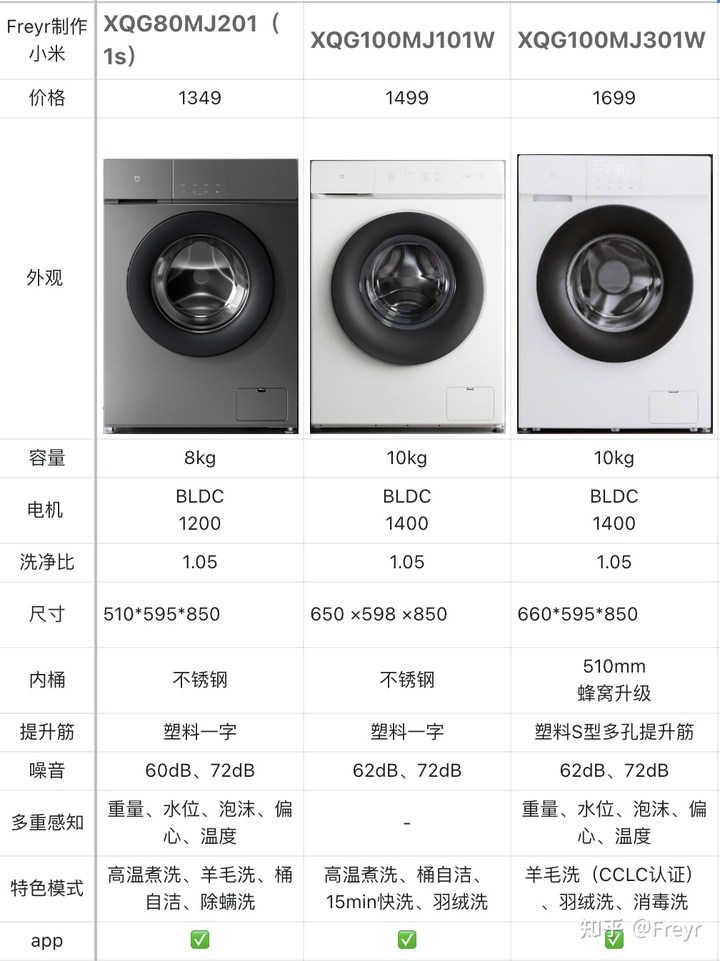 Freyr制作
小米
XQG80MJ201（
1s）
XQG100MJ101W
XQG100MJ301W
价格
1349
1499
1699
外观
容量
8kg
10kg
10kg
电机
BLDC
1200
BLDC
1400
BLDC
1400
洗净比
1.05
1.05
1.05
尺寸
510*595*850
650 ×598 ×850
660*595*850
内桶
不锈钢
不锈钢
510mm
蜂窝升级
提升筋
塑料一字
塑料一字
塑料S型多孔提升筋
噪音
60dB、72dB
62dB、72dB
62dB、72dB
多重感知
重量、水位、泡沫、偏
心、温度
-
重量、水位、泡沫、偏
心、温度
特色模式
高温煮洗、羊毛洗、桶
自洁、除螨洗
高温煮洗、桶自洁、
15min快洗、羽绒洗
羊毛洗（CCLC认证）
、羽绒洗、消毒洗
app
知乎 @Freyr